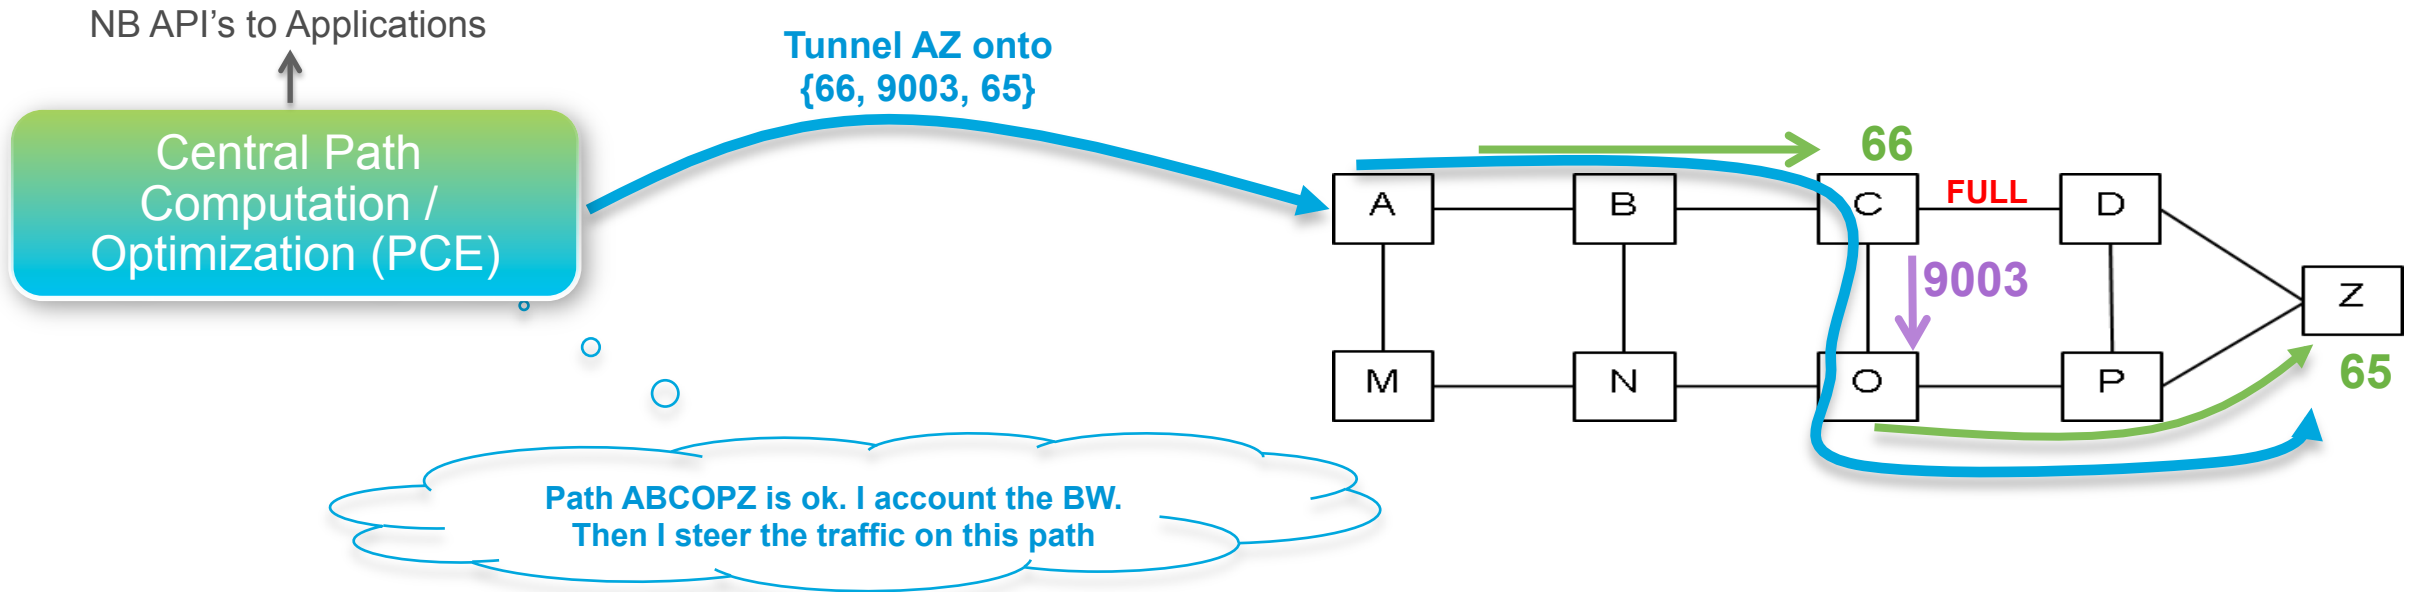 NB API’s to Applications
Central Path
Computation /
Optimization (PCE)
Tunnel AZ onto
{66, 9003, 65}
66
A
B
C
FULL
D
9003
Z
M
N
O
P
65
Path ABCOPZ is ok. I account the BW.
Then I steer the traffic on this path